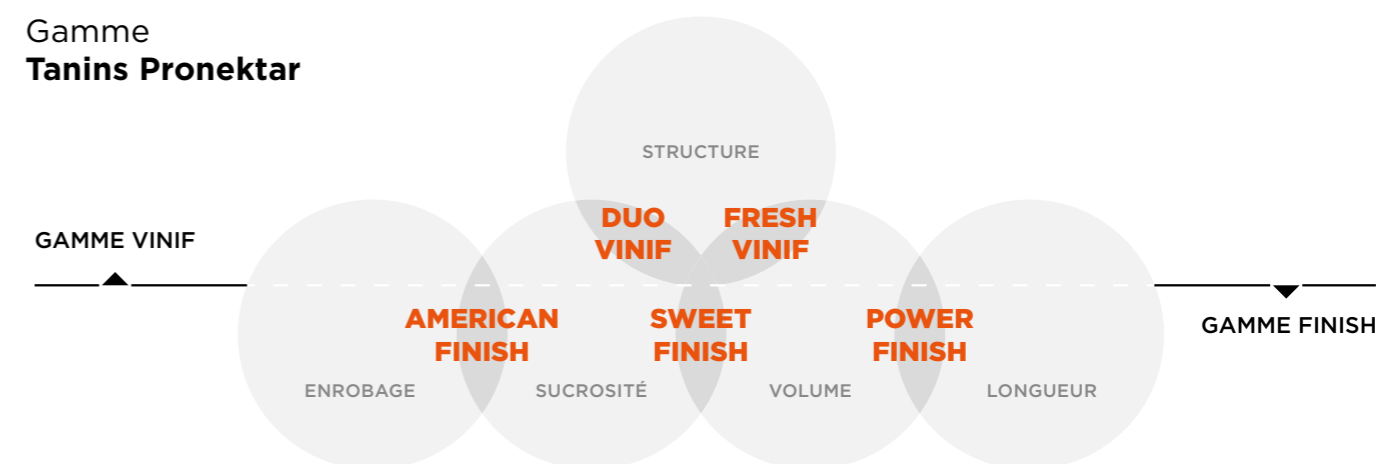 Gamme
Tanins Pronektar
STRUCTURE
DUO
VINIF
FRESH
VINIF
GAMME VINIF
AMERICAN
FINISH
SWEET
FINISH
POWER
FINISH
GAMME FINISH
ENROBAGE
SUCROSITÉ
VOLUME
LONGUEUR